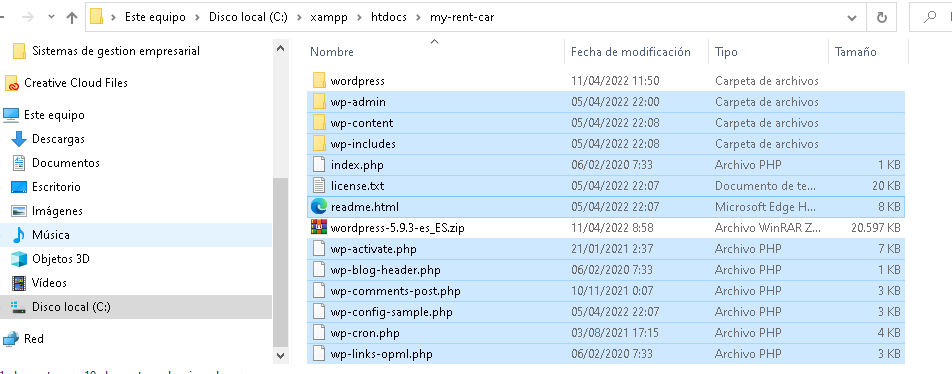 Este equipo > Disco local (C:) > xampp > htdocs > my-rent-car
Sistemas de gestion empresarial
Creative Cloud Files
Este equipo
Descargas
Documentos
Escritorio
Imágenes
Música
Objetos 3D
Vídeos
Disco local (C:)
Red
Nombre Fecha de modificación Tipo Tamaño
wordpress 11/04/2022 11:50 Carpeta de archivos
wp-admin 05/04/2022 22:00 Carpeta de archivos
wp-content 05/04/2022 22:08 Carpeta de archivos
wp-includes 05/04/2022 22:08 Carpeta de archivos
index.php 06/02/2020 7:33 Archivo PHP 1 KB
license.txt 05/04/2022 22:07 Documento de te... 20 KB
readme.html 05/04/2022 22:07 Microsoft Edge H... 8 KB
wordpress-5.9.3-es_ES.zip 11/04/2022 8:58 Archivo WinRAR Z... 20.597 KB
wp-activate.php 21/01/2021 2:37 Archivo PHP 7 KB
wp-blog-header.php 06/02/2020 7:33 Archivo PHP 1 KB
wp-comments-post.php 10/11/2021 0:07 Archivo PHP 3 KB
wp-config-sample.php 05/04/2022 22:07 Archivo PHP 3 KB
wp-cron.php 03/08/2021 17:15 Archivo PHP 4 KB
wp-links-opml.php 06/02/2020 7:33 Archivo PHP 3 KB